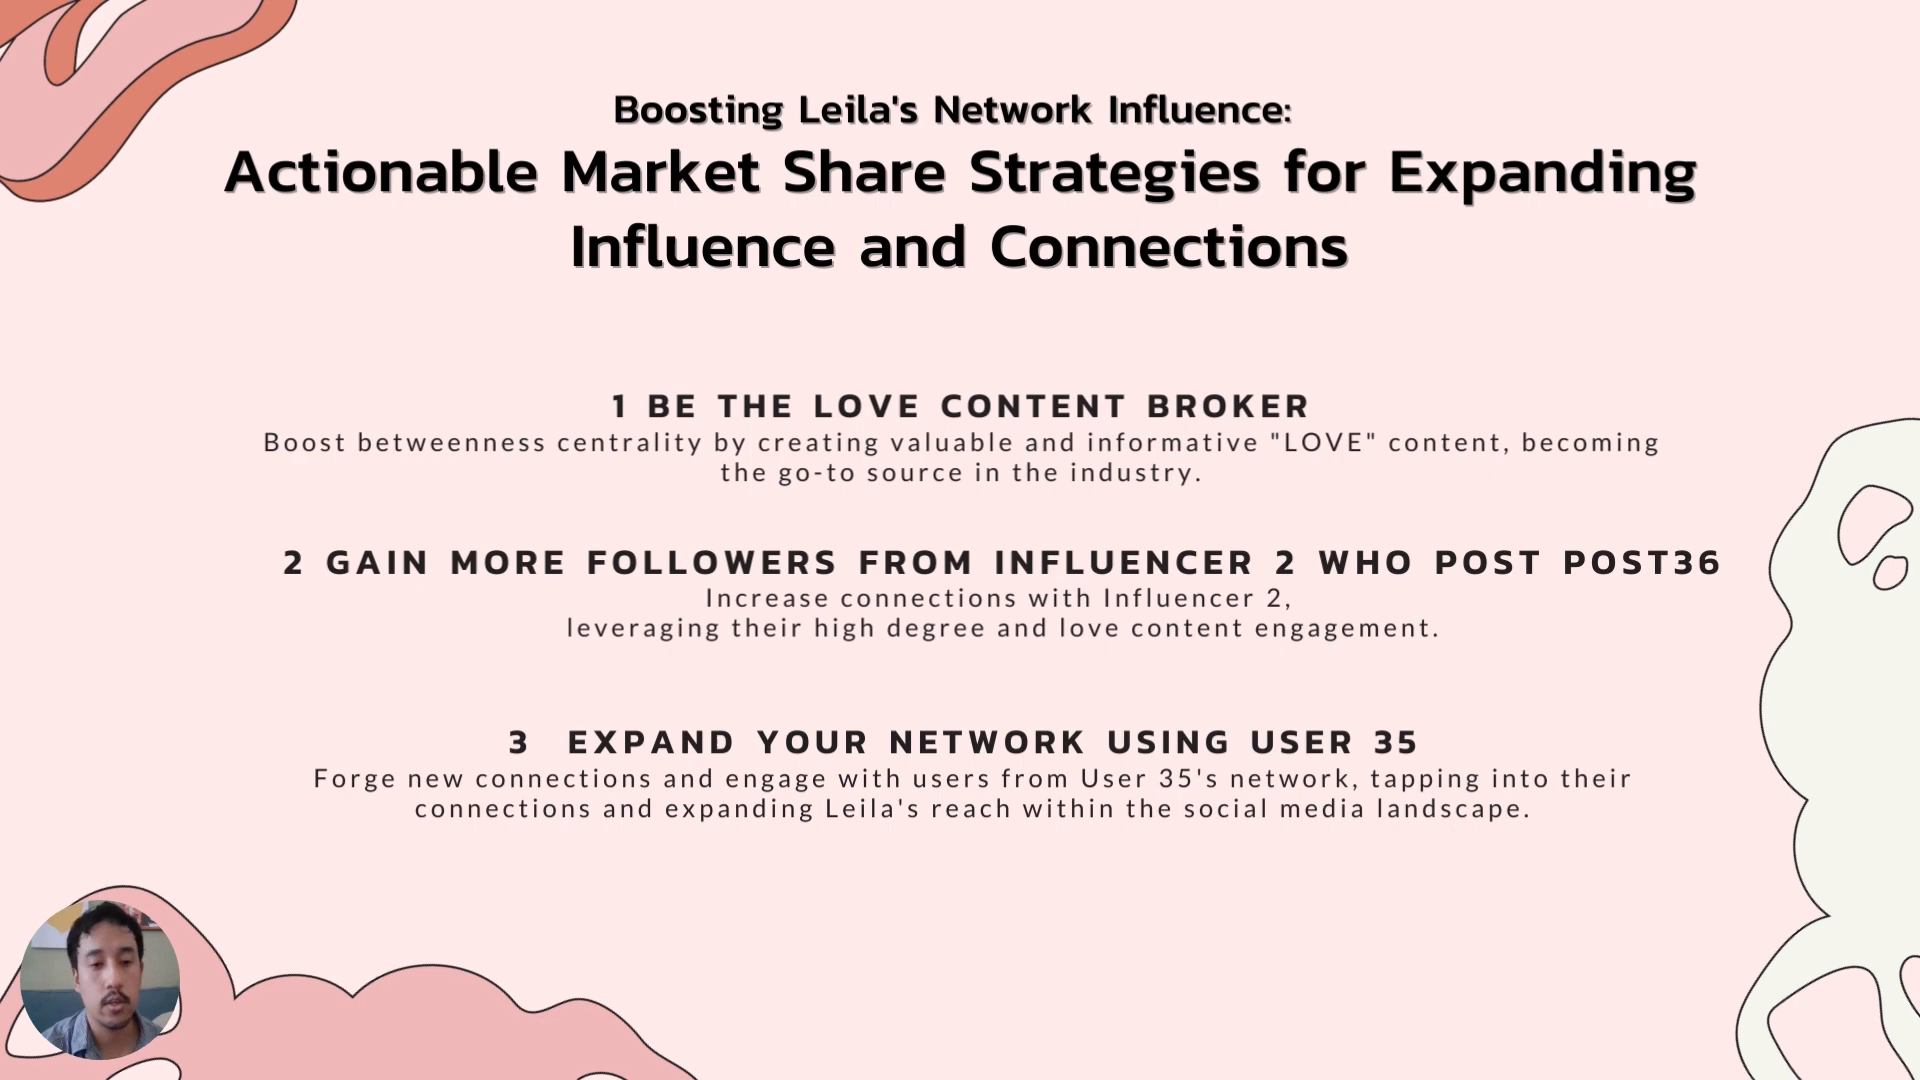 Boosting Leila's Network Influence:
Actionable Market Share Strategies for Expanding
Influence and Connections
1 BE THE LOVE CONTENT BROKER
Boost betweenness centrality by creating valuable and informative "LOVE" content, becoming
the go-to source in the industry.
2 GAIN MORE FOLLOWERS FROM INFLUENCER 2 WHO POST POST36
Increase connections with Influencer 2,
leveraging their high degree and love content engagement.
3 EXPAND YOUR NETWORK USING USER 35
Forge new connections and engage with users from User 35's network, tapping into their
connections and expanding Leila's reach within the social media landscape.